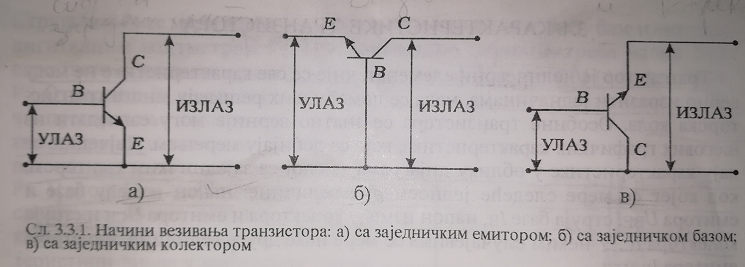 E C
C
E
B
B
B
УЛАЗ
ИЗЛАЗ
УЛАЗ
ИЗЛАЗ
УЛАЗ
ИЗЛАЗ
E
C
а)
б)
в)
Сл. 3.3.1. Начини везивања транзистора: а) са заједничким емитором; б) са заједничком базом;
в) са заједничким колектором